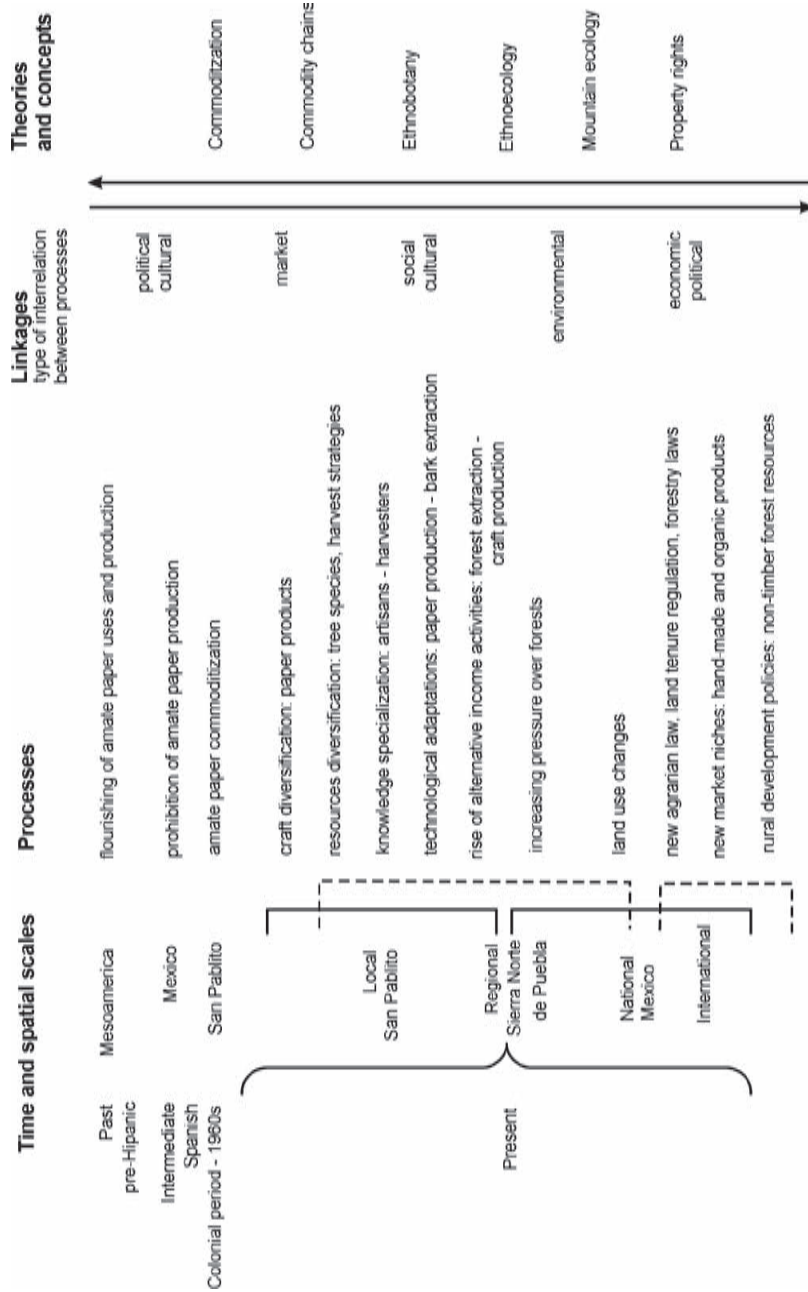 Time and spatial scales
Processes
Linkages
type of interrelation
between processes
Theories
and concepts
Past
pre-Hipanic
Mesoamerica
flourishing of amate paper uses and production
political
cultural
Intermediate
Spanish
Colonial period - 1960s
Mexico
prohibition of amate paper production
San Pablito
amate paper commoditization
Commoditzation
Present
Local
San Pablito
craft diversification: paper products
market
Commodity chains
resources diversification: tree species, harvest strategies
knowledge specialization: artisans - harvesters
social
cultural
Ethnobotany
technological adaptations: paper production - bark extraction
Regional
Sierra Norte
de Puebla
rise of alternative income activities: forest extraction -
craft production
Ethnoecology
increasing pressure over forests
environmental
Mountain ecology
National
Mexico
land use changes
International
new agrarian law, land tenure regulation, forestry laws
economic
political
Property rights
new market niches: hand-made and organic products
rural development policies: non-timber forest resources